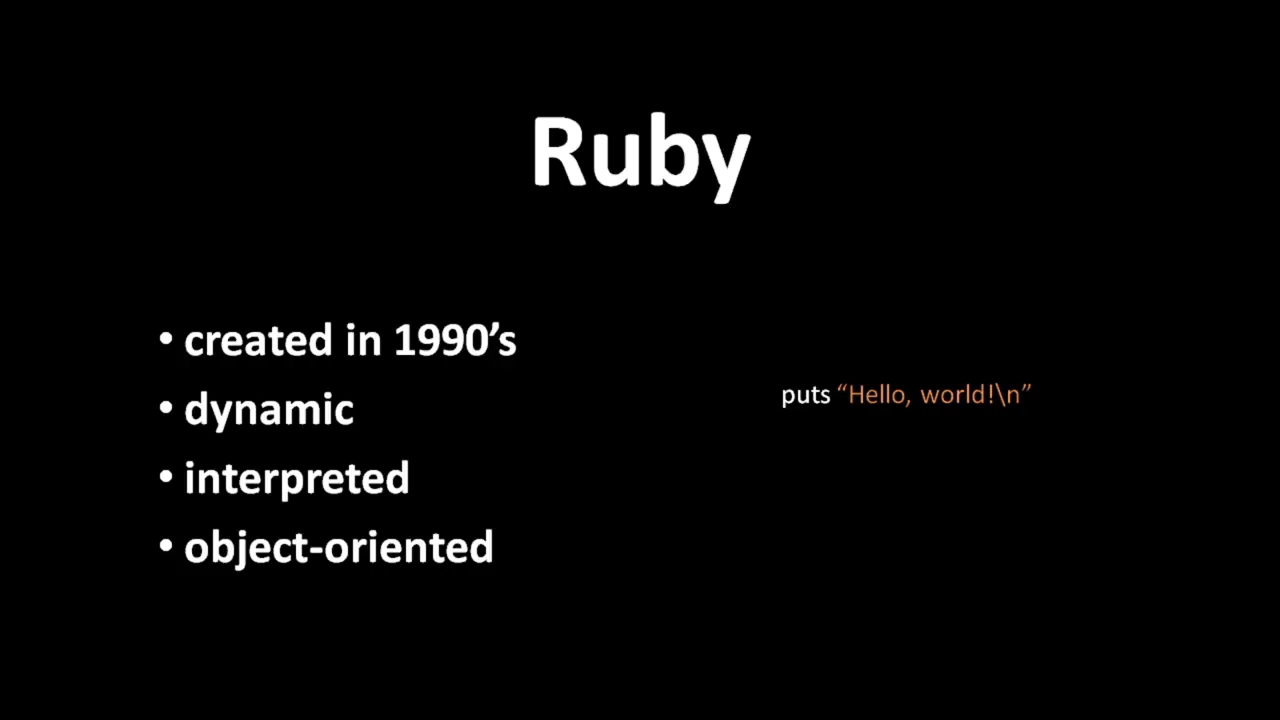 Ruby
• created in 1990’s
• dynamic
• interpreted
• object-oriented
puts “Hello, world!\n”